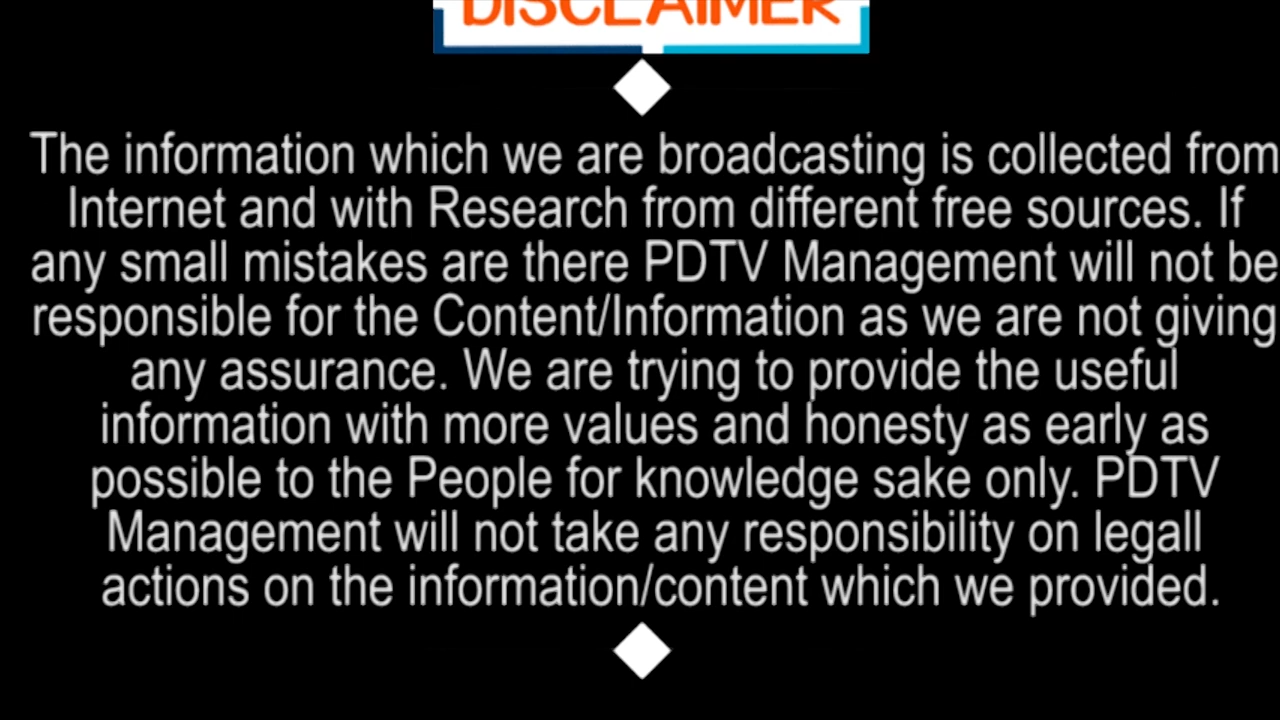 DISCLAIMER
The information which we are broadcasting is collected from
Internet and with Research from different free sources. If
any small mistakes are there PDTV Management will not be
responsible for the Content/Information as we are not giving
any assurance. We are trying to provide the useful
information with more values and honesty as early as
possible to the People for knowledge sake only. PDTV
Management will not take any responsibility on legall
actions on the information/content which we provided.